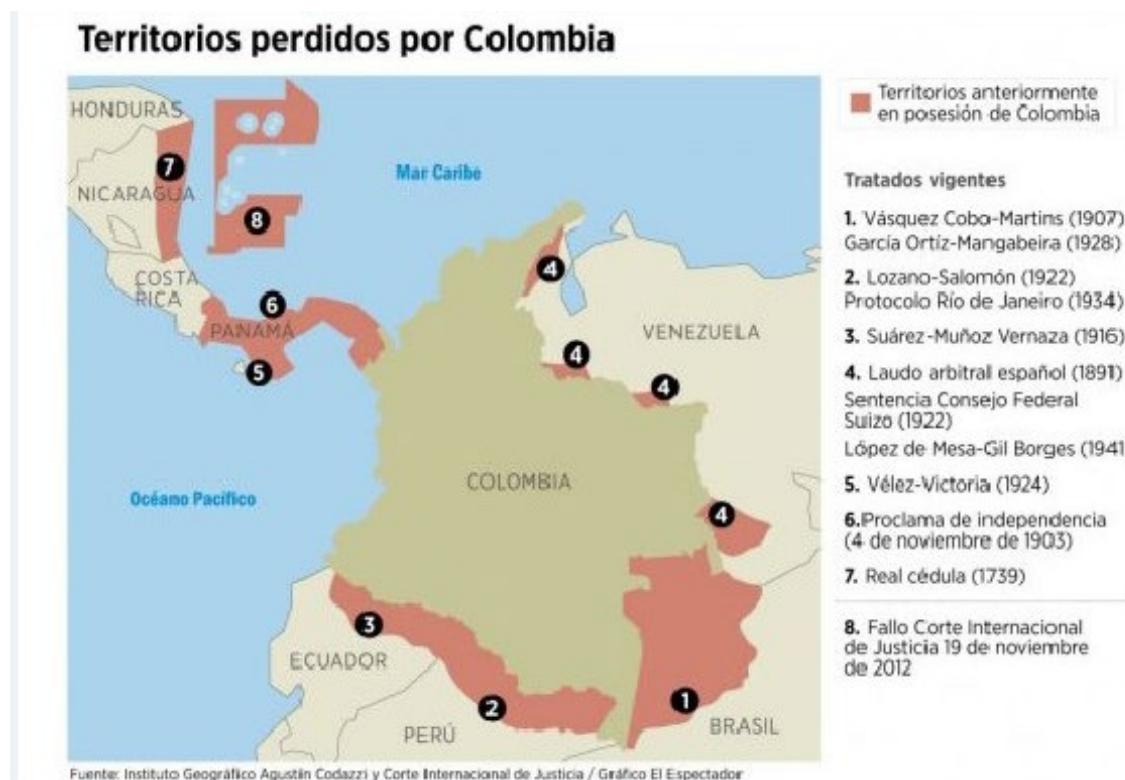 Territorios perdidos por Colombia
HONDURAS
7
NICARAGUA
8
COSTA
RICA
6
PANAMÁ
5
Mar Caribe
4
VENEZUELA
4
4
COLOMBIA
Océano Pacífico
4
3
ECUADOR
2
PERÚ
1
BRASIL
Territorios anteriormente
en posesión de Colombia
Tratados vigentes
1. Vásquez Cobo-Martins (1907)
García Ortíz-Mangabeira (1928)
2. Lozano-Salomón (1922)
Protocolo Río de Janeiro (1934)
3. Suárez-Muñoz Vernaza (1916)
4. Laudo arbitral español (1891)
Sentencia Consejo Federal
Suizo (1922)
López de Mesa-Gil Borges (1941
5. Vélez-Victoria (1924)
6.Proclama de independencia
(4 de noviembre de 1903)
7. Real cédula (1739)
8. Fallo Corte Internacional
de Justicia 19 de noviembre
de 2012
Fuente: Instituto Geográfico Agustín Codazzi y Corte Internacional de Justicia / Gráfico El Espectador